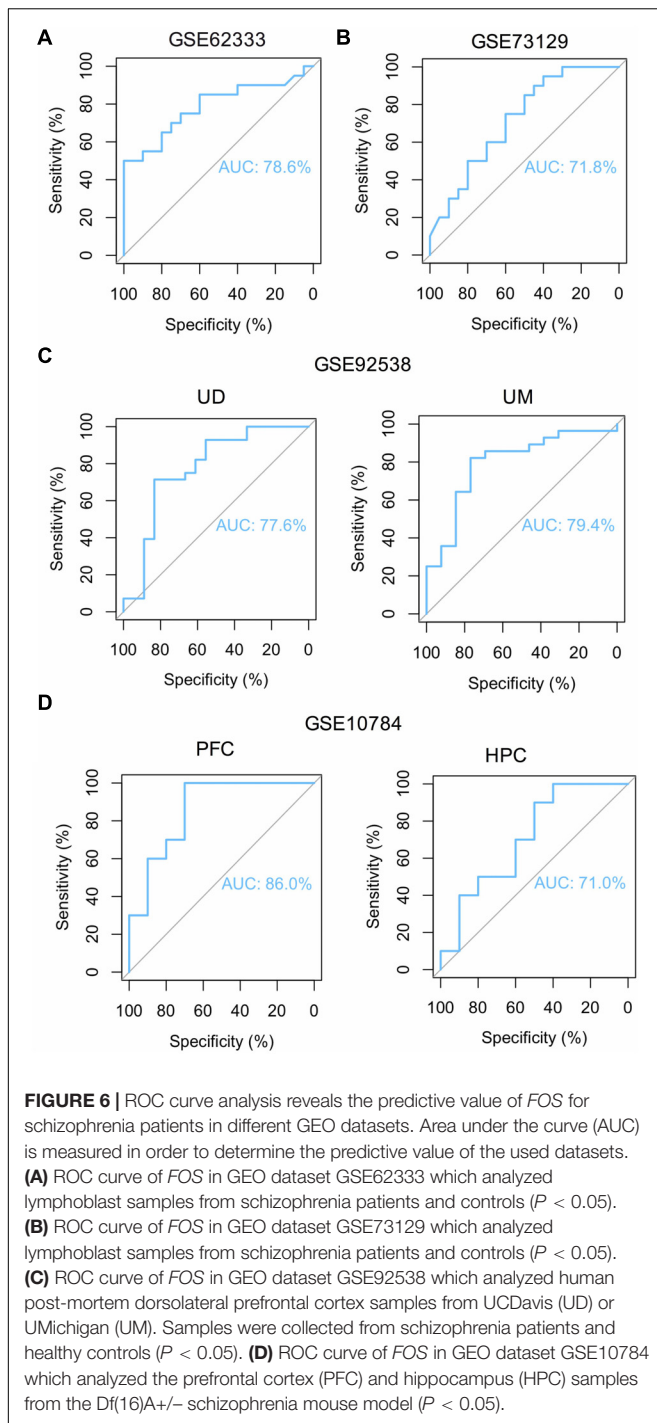 A
GSE62333
Sensitivity (%)
100
80
60
40
20
0
AUC: 78.6%
100 80 60 40 20 0
Specificity (%)
B
GSE73129
Sensitivity (%)
100
80
60
40
20
0
AUC: 71.8%
100 80 60 40 20 0
Specificity (%)
C
GSE92538
UD
Sensitivity (%)
100
80
60
40
20
0
AUC: 77.6%
100 80 60 40 20 0
Specificity (%)
UM
Sensitivity (%)
100
80
60
40
20
0
AUC: 79.4%
100 80 60 40 20 0
Specificity (%)
D
GSE10784
PFC
Sensitivity (%)
100
80
60
40
20
0
AUC: 86.0%
100 80 60 40 20 0
Specificity (%)
HPC
Sensitivity (%)
100
80
60
40
20
0
AUC: 71.0%
100 80 60 40 20 0
Specificity (%)
FIGURE 6 | ROC curve analysis reveals the predictive value of FOS for
schizophrenia patients in different GEO datasets. Area under the curve (AUC)
is measured in order to determine the predictive value of the used datasets.
(A) ROC curve of FOS in GEO dataset GSE62333 which analyzed
lymphoblast samples from schizophrenia patients and controls (P < 0.05).
(B) ROC curve of FOS in GEO dataset GSE73129 which analyzed
lymphoblast samples from schizophrenia patients and controls (P < 0.05).
(C) ROC curve of FOS in GEO dataset GSE92538 which analyzed human
post-mortem dorsolateral prefrontal cortex samples from UCDavis (UD) or
UMichigan (UM). Samples were collected from schizophrenia patients and
healthy controls (P < 0.05). (D) ROC curve of FOS in GEO dataset GSE10784
which analyzed the prefrontal cortex (PFC) and hippocampus (HPC) samples
from the Df(16)A+/− schizophrenia mouse model (P < 0.05).